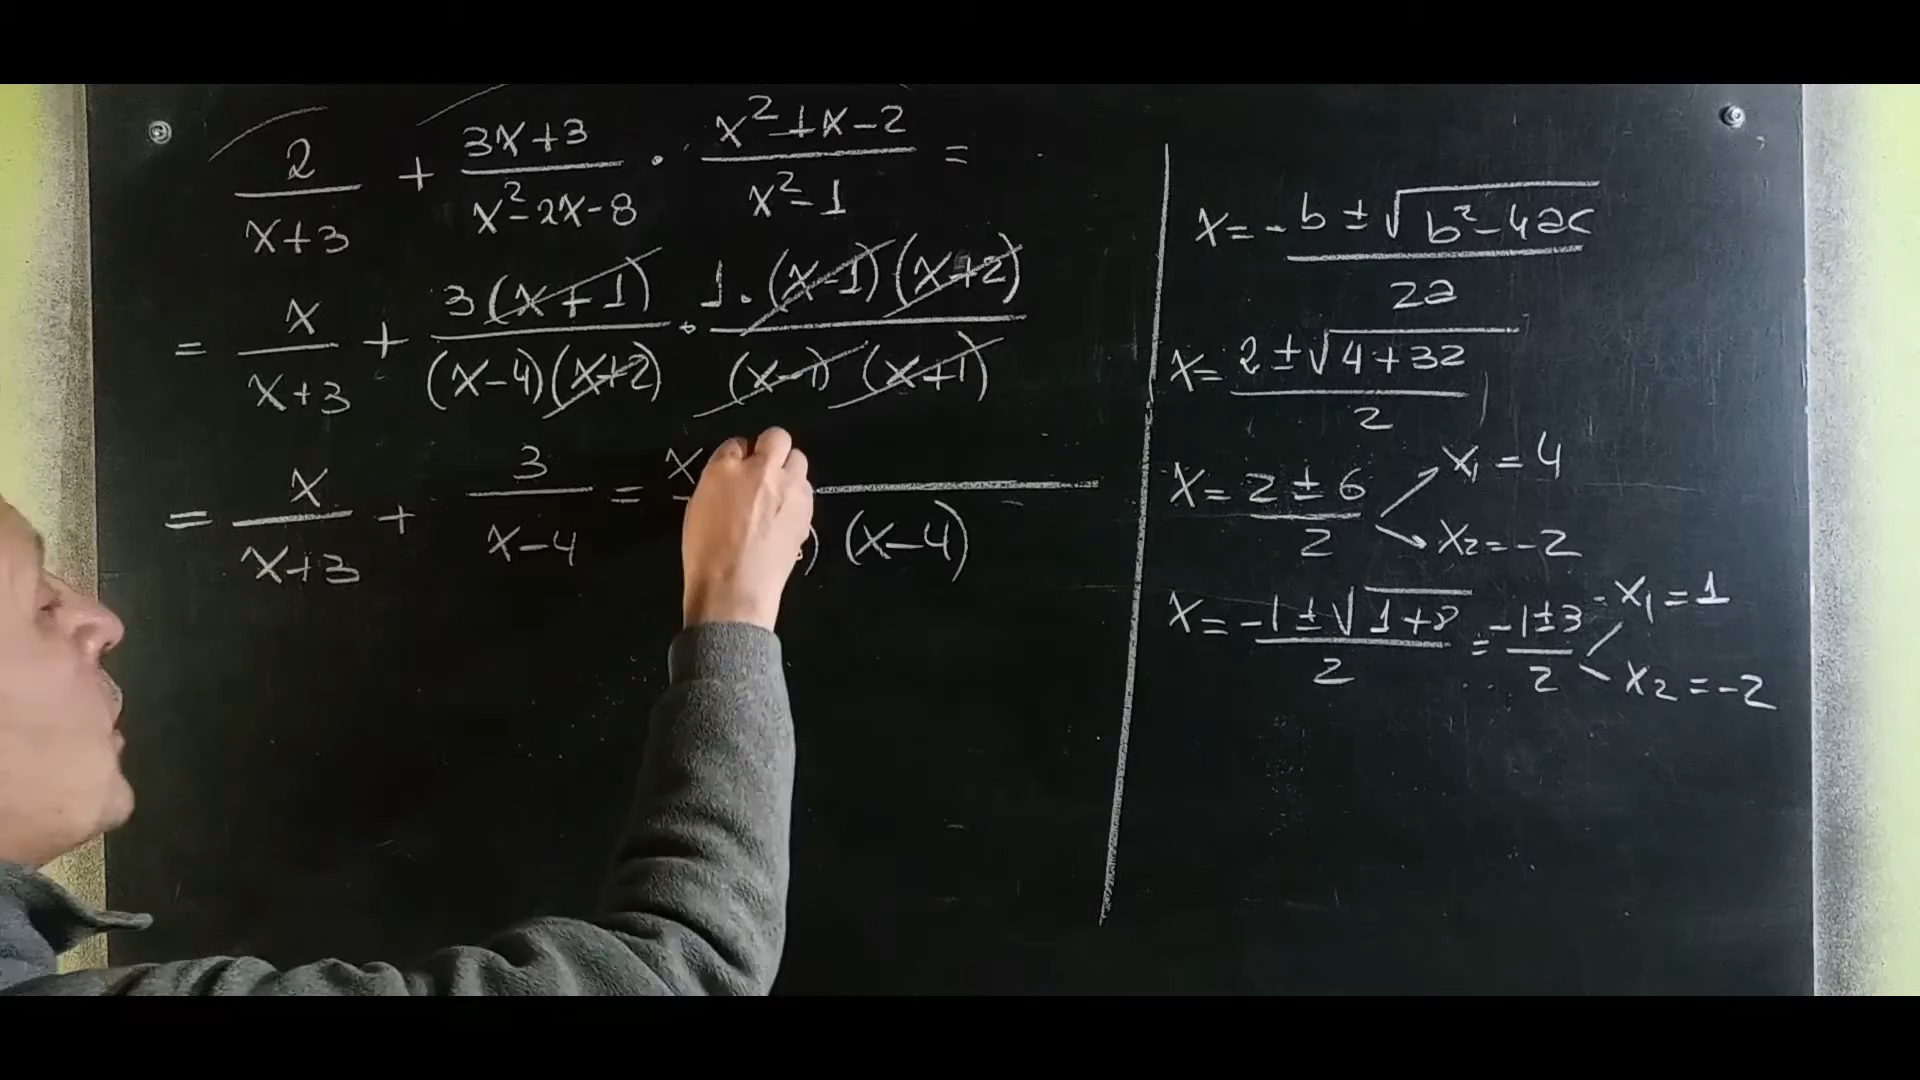 2/(x+3) + (3x+3)/(x²-2x-8) · (x²+x-2)/(x²-1) =
= x/(x+3) + 3(x+1)/((x-4)(x+2)) · 1·(x-1)(x+2)/((x-1)(x+1))
= x/(x+3) + 3/(x-4) = x ) (x-4)
x = -b±√(b²-4ac)/2a
x = (2±√(4+32))/2
x = (2±6)/2 x₁=4 x₂=-2
x = (-1±√(1+8))/2 = (-1±3)/2 x₁=1 x₂=-2